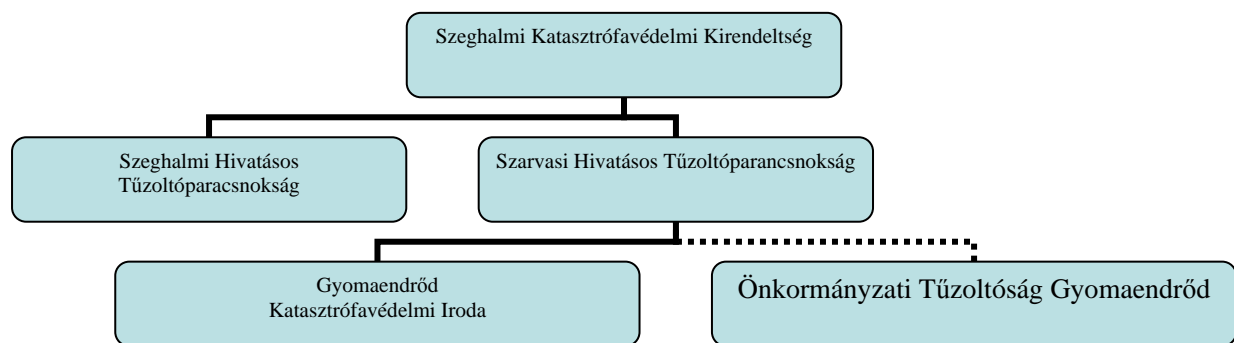 Szeghalmi Katasztrófavédelmi Kirendeltség
Szeghalmi Hivatásos
Tűzoltóparacsnokság
Szarvasi Hivatásos Tűzoltóparancsnokság
Gyomaendrőd
Katasztrófavédelmi Iroda
Önkormányzati Tűzoltóság Gyomaendrőd